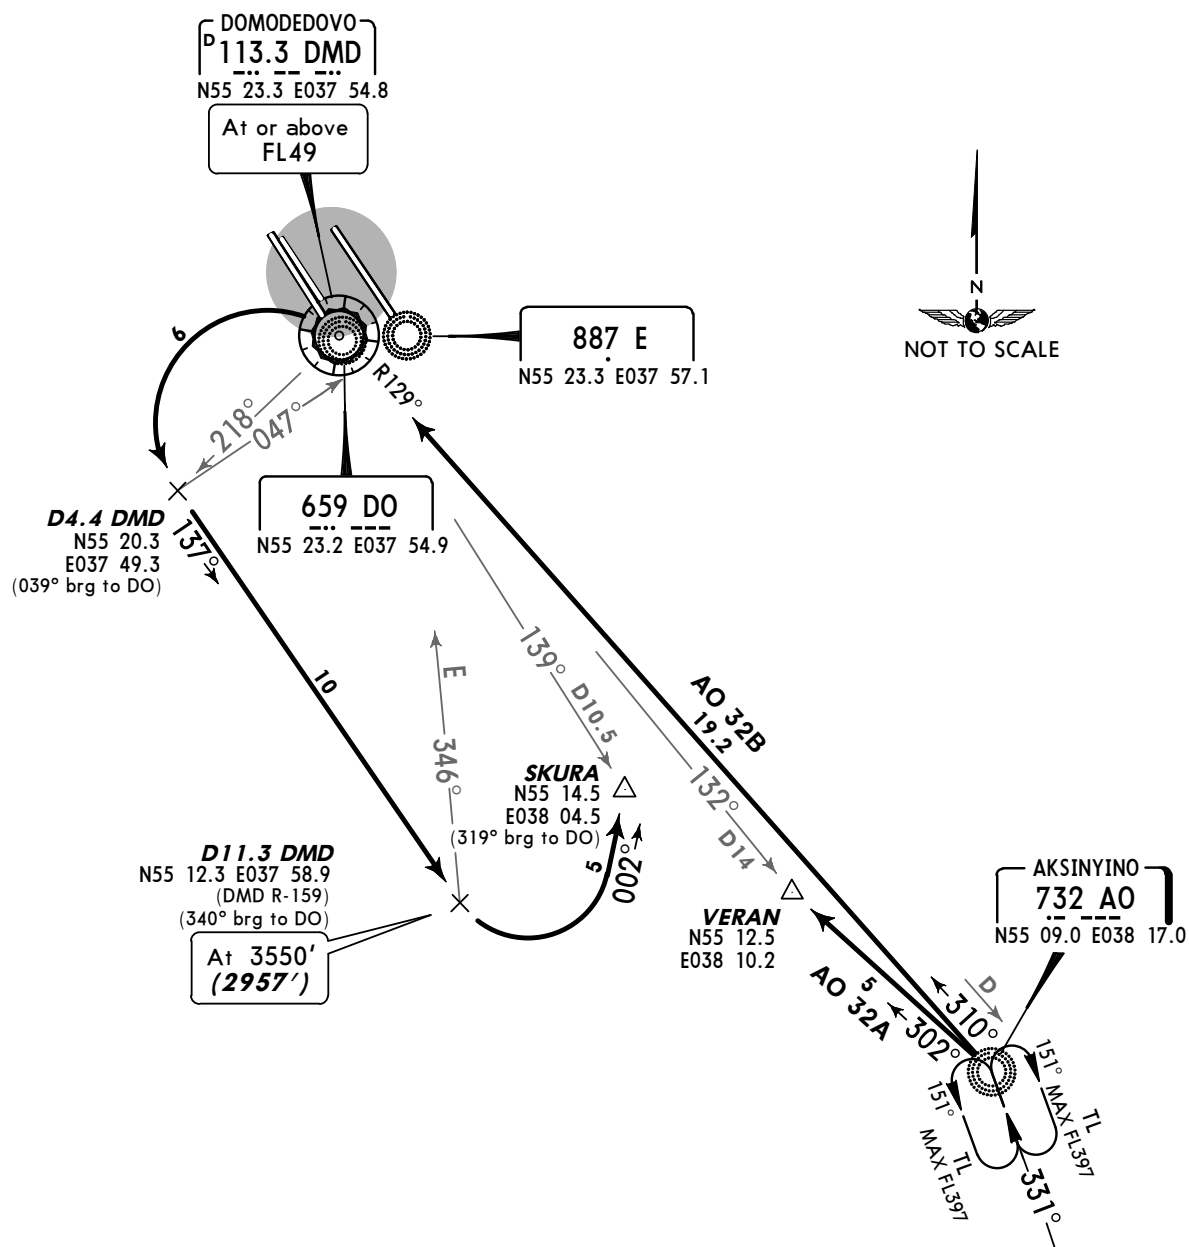 DOMODEDOVO
D 113.3 DMD
N55 23.3 E037 54.8
At or above
FL49
887 E
N55 23.3 E037 57.1
N
NOT TO SCALE
6
R129°
218°
047°
659 DO
N55 23.2 E037 54.9
D4.4 DMD
N55 20.3
E037 49.3
(039° brg to DO)
137°
10
E
346°
139° D10.5
132°
D14
AO 32B
19.2
SKURA
N55 14.5
E038 04.5
(319° brg to DO)
5
002°
D11.3 DMD
N55 12.3 E037 58.9
(DMD R-159)
(340° brg to DO)
At 3550'
(2957')
VERAN
N55 12.5
E038 10.2
AKSINYINO
732 AO
N55 09.0 E038 17.0
5
AO 32A
302°
310°
D
151°
TL
MAX FL397
151°
TL
MAX FL397
331°